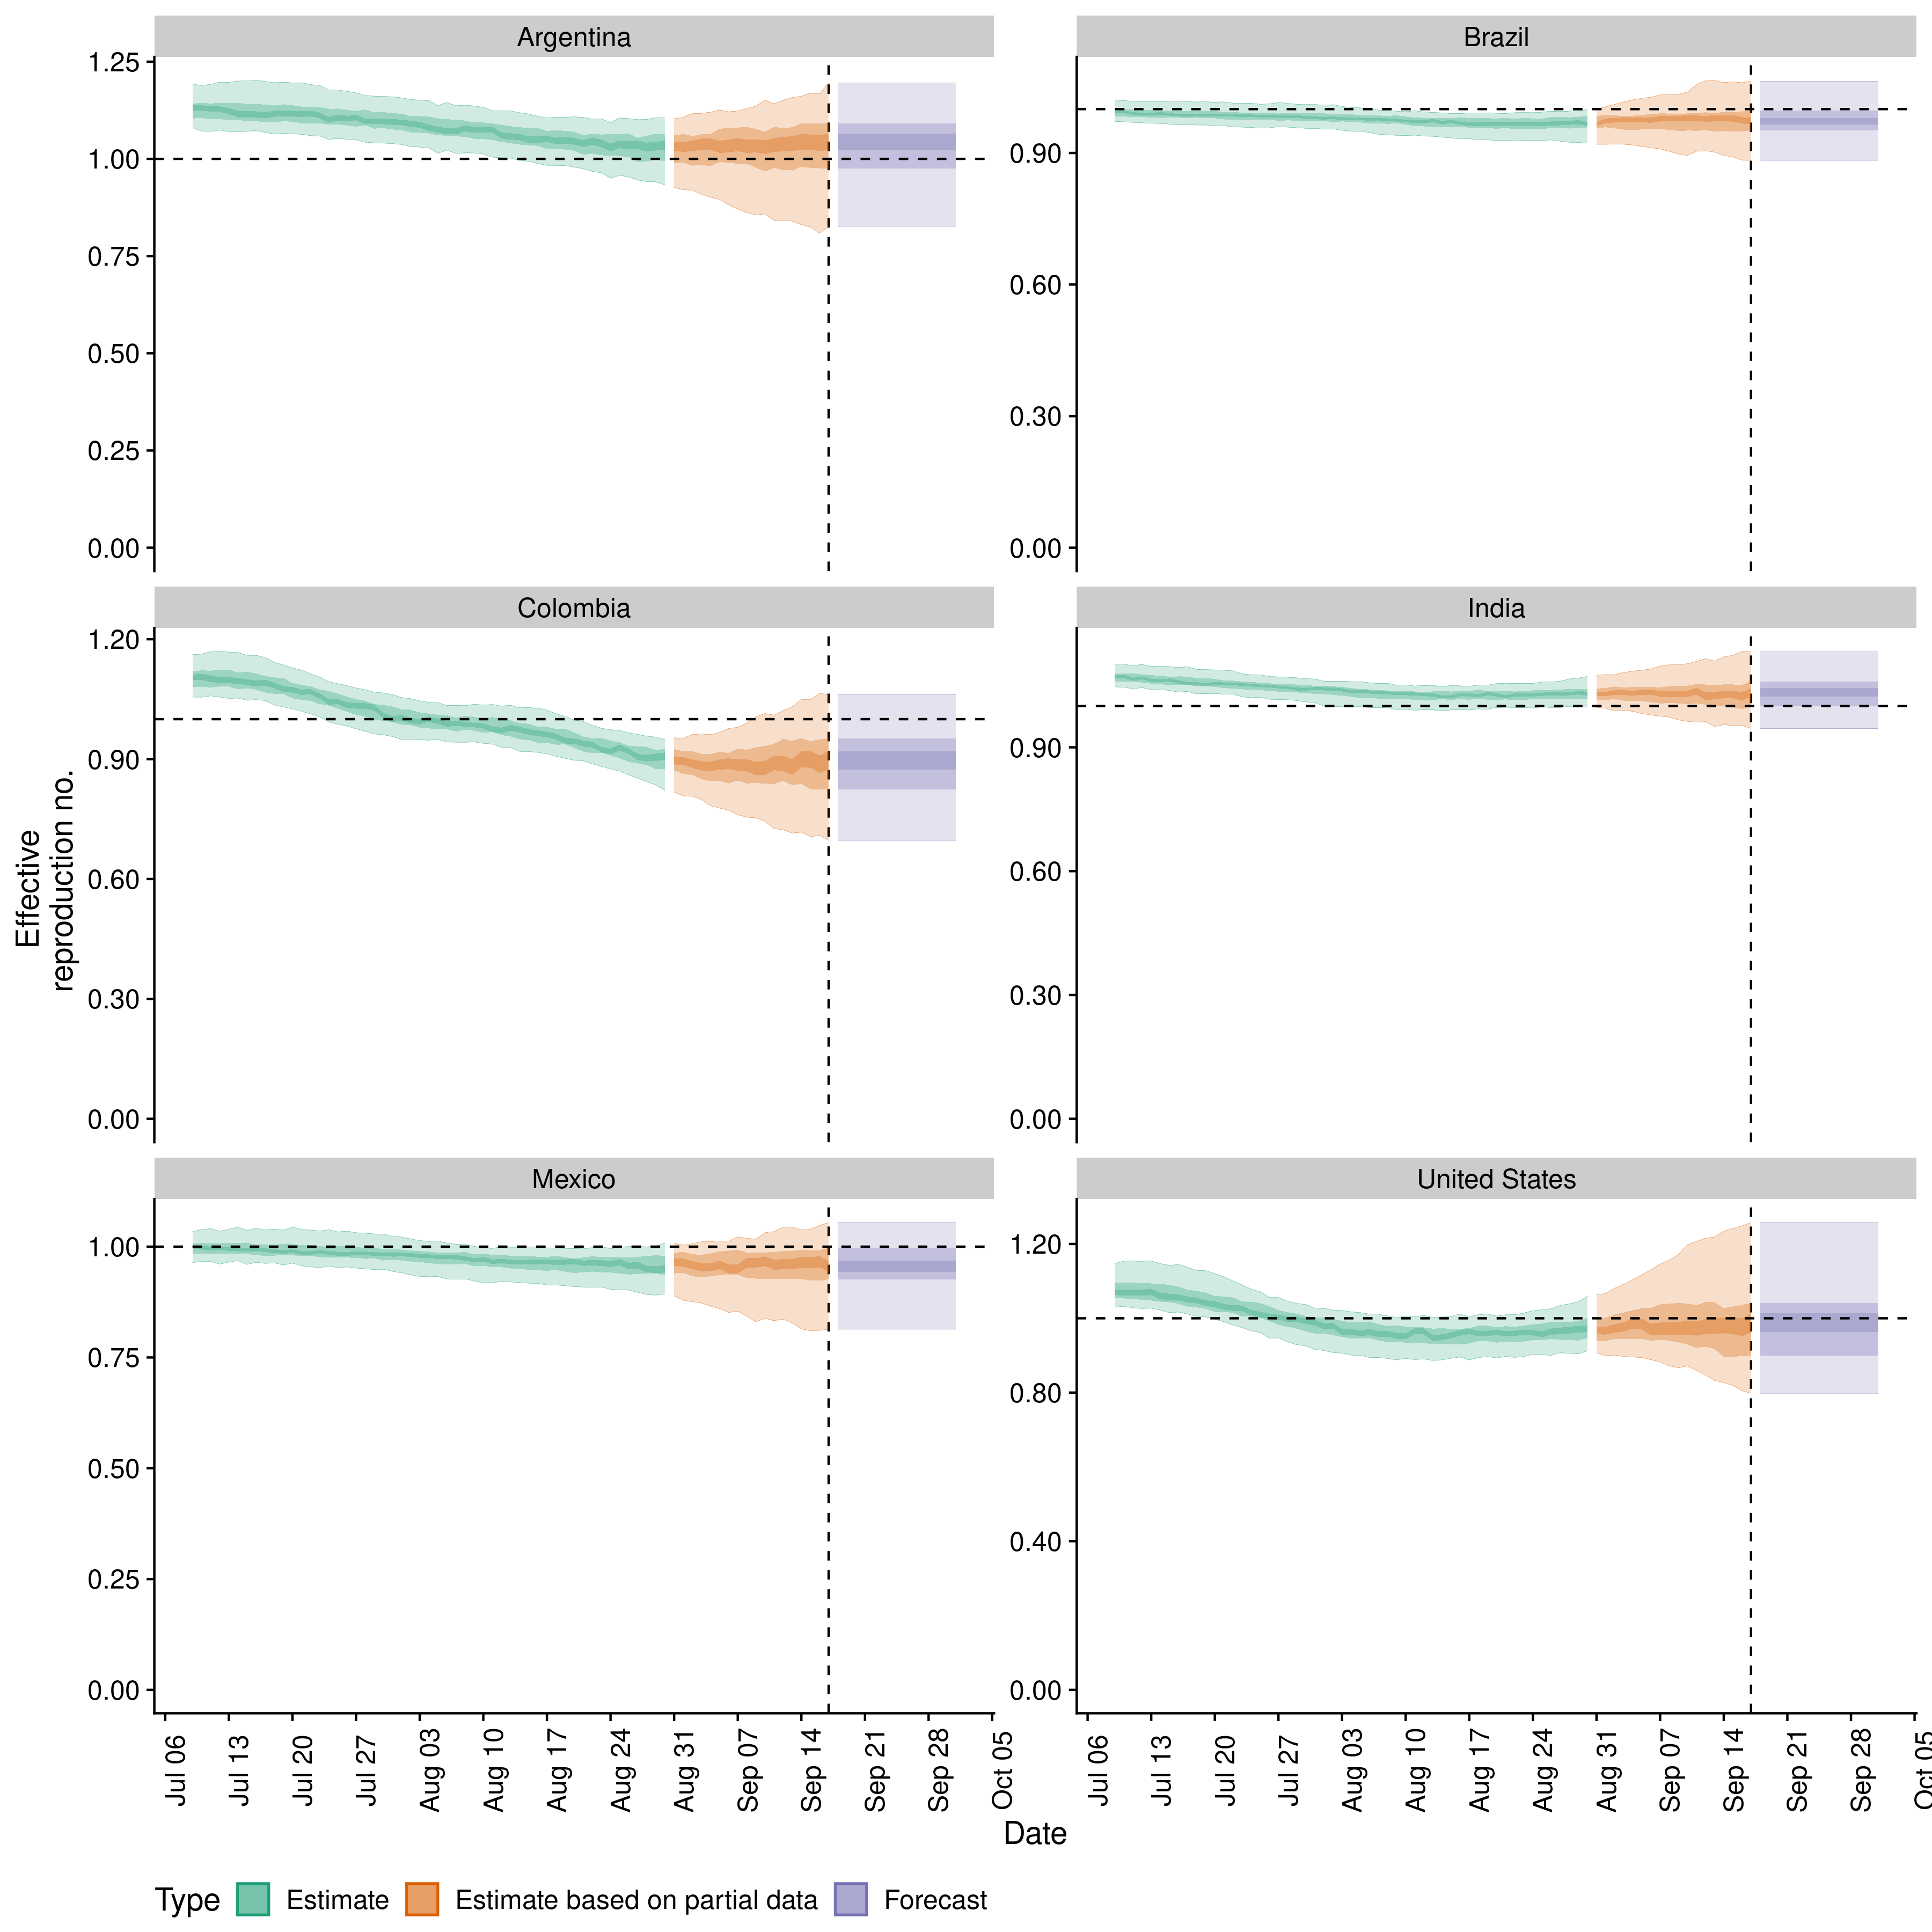 Argentina
Brazil
1.25
1.00
0.75
0.50
0.25
0.00
0.90
0.60
0.30
0.00
Colombia
India
1.20
0.90
0.60
0.30
0.00
0.90
0.60
0.30
0.00
Effective
reproduction no.
Mexico
United States
1.00
0.75
0.50
0.25
0.00
1.20
0.80
0.40
0.00
Jul 06 Jul 13 Jul 20 Jul 27 Aug 03 Aug 10 Aug 17 Aug 24 Aug 31 Sep 07 Sep 14 Sep 21 Sep 28 Oct 05
Jul 06 Jul 13 Jul 20 Jul 27 Aug 03 Aug 10 Aug 17 Aug 24 Aug 31 Sep 07 Sep 14 Sep 21 Sep 28 Oct 05
Date
Type Estimate Estimate based on partial data Forecast